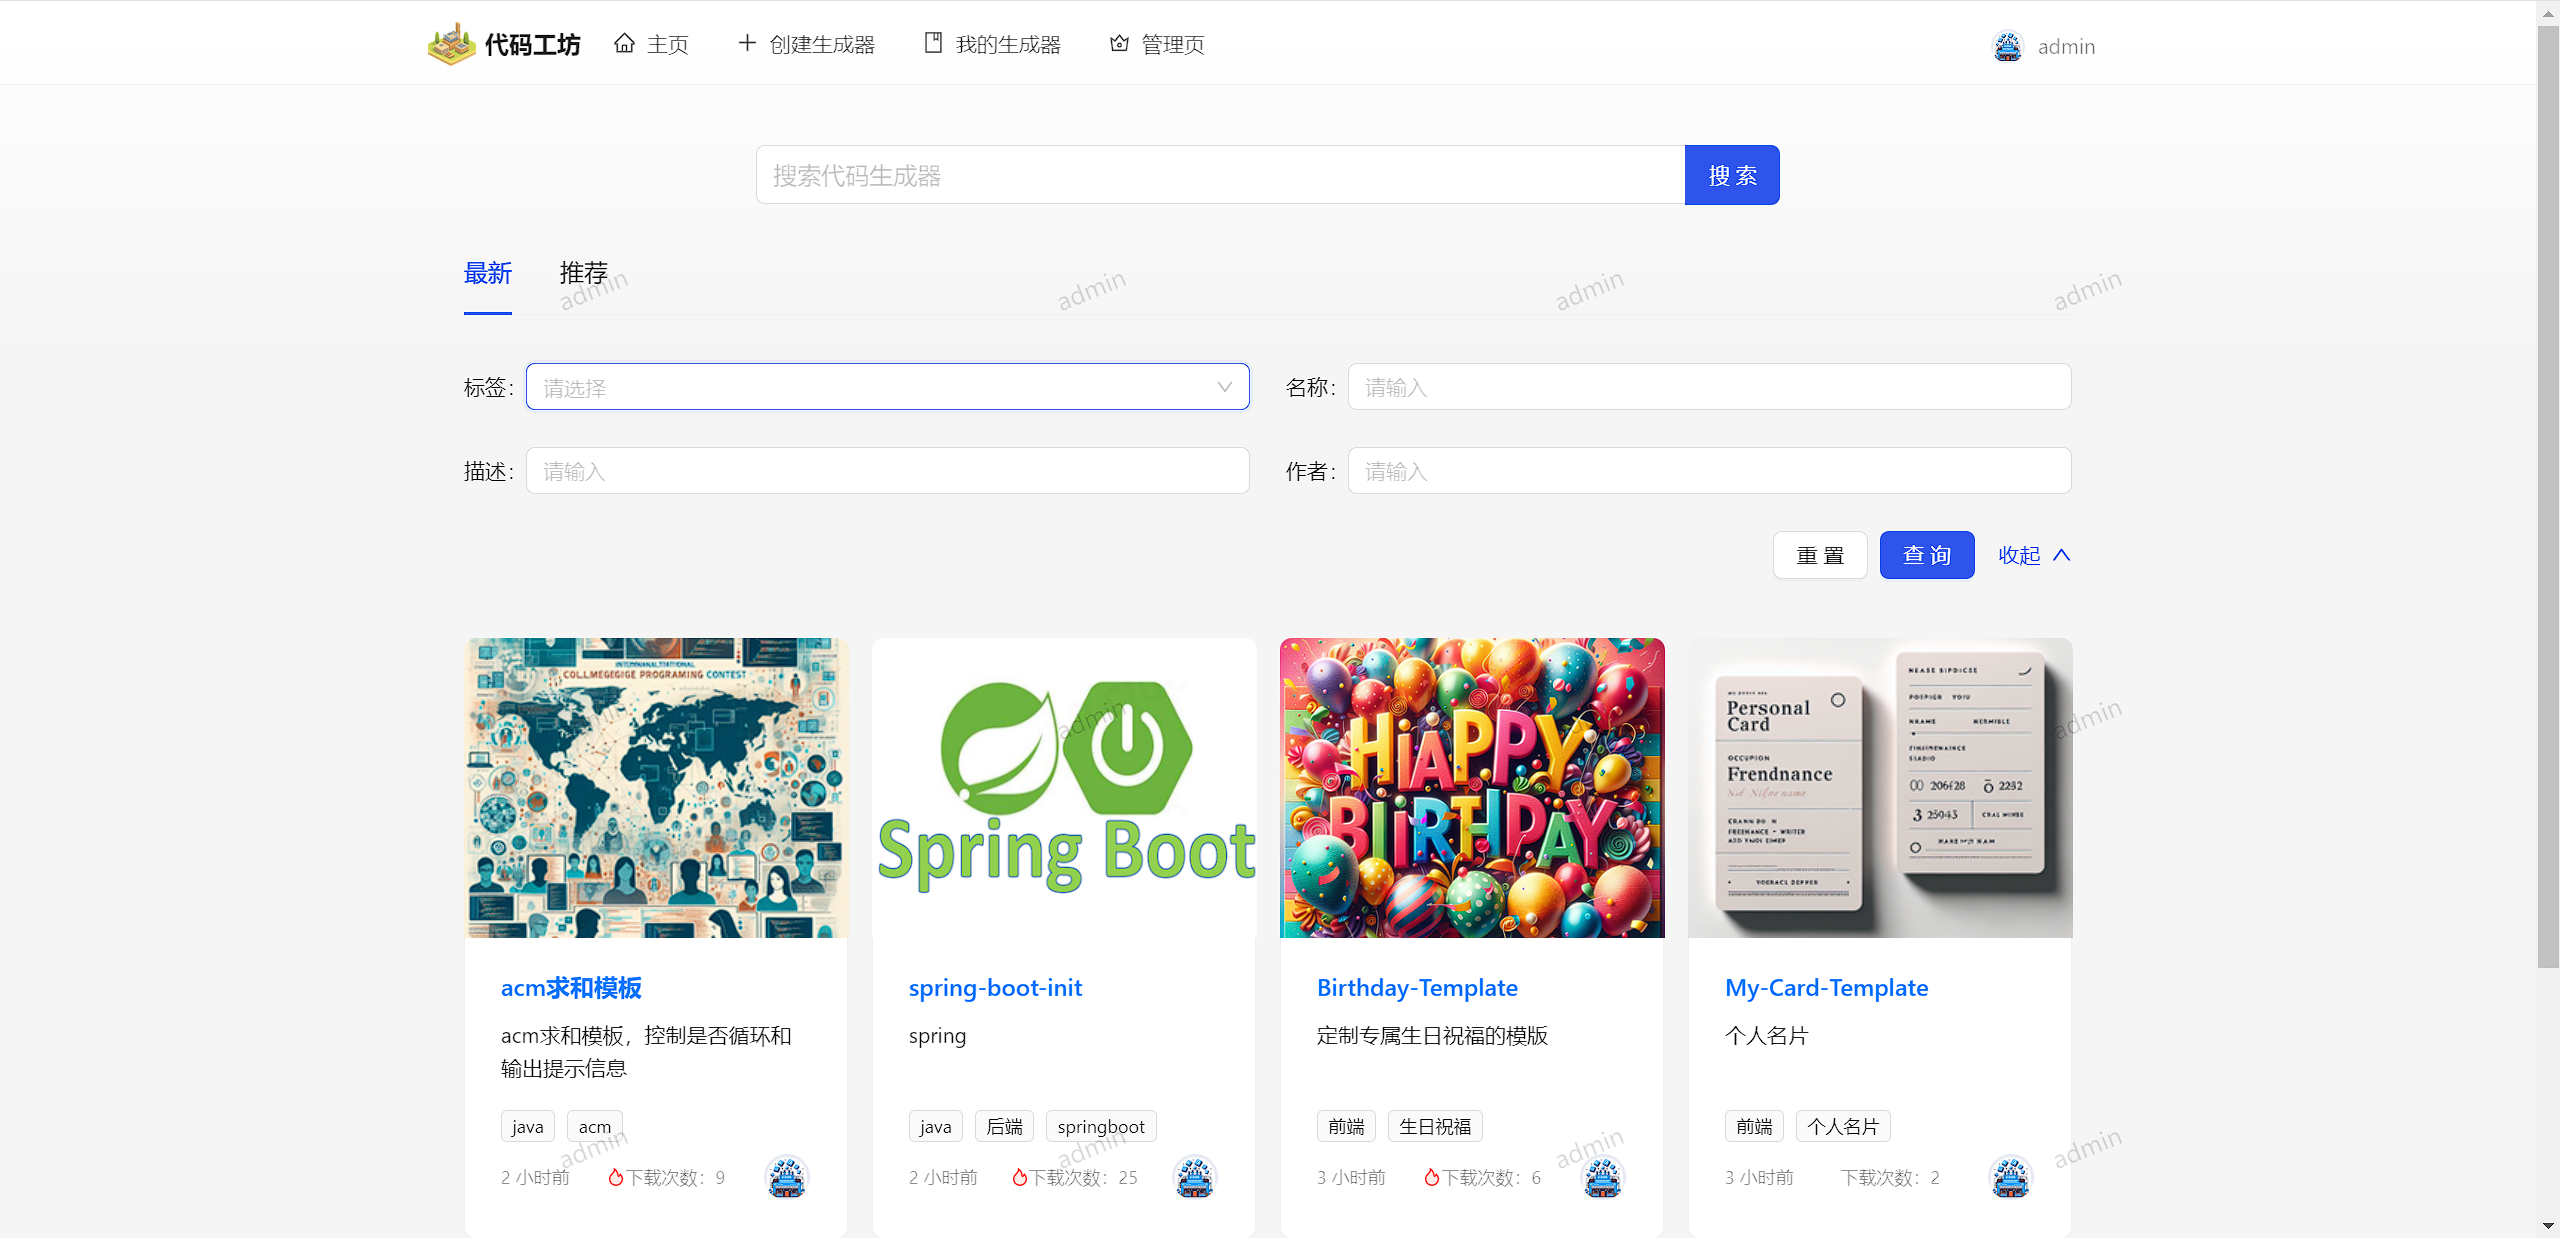 代码工坊
主页
创建生成器
我的生成器
管理页
admin
搜索代码生成器
搜 索
最新
推荐
admin
admin
admin
admin
标签:
请选择
名称:
请输入
描述:
请输入
作者:
请输入
重 置
查 询
收起
COLLMEGEGIGE PROGRAMING CONTEST
Spring Boot
HIAPPY
BIIRTHDAY
Personal
Card
OCCUPION
Frendnance
admin
admin
acm求和模板
acm求和模板，控制是否循环和
输出提示信息
java
acm
2 小时前
下载次数：9
spring-boot-init
spring
java
后端
springboot
2 小时前
下载次数：25
Birthday-Template
定制专属生日祝福的模版
前端
生日祝福
3 小时前
下载次数：6
My-Card-Template
个人名片
前端
个人名片
3 小时前
下载次数：2
admin
admin
admin
admin